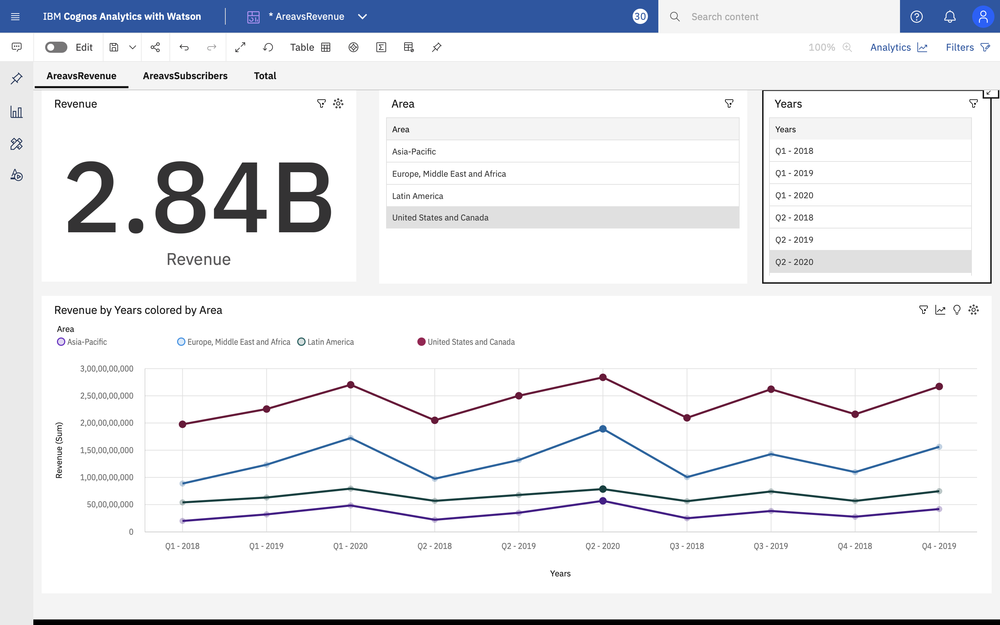 IBM Cognos Analytics with Watson
* AreavsRevenue
30
Search content
Edit
Table
100%
Analytics
Filters
AreavsRevenue
AreavsSubscribers
Total
Revenue
2.84B
Revenue
Area
Area
Asia-Pacific
Europe, Middle East and Africa
Latin America
United States and Canada
Years
Years
Q1 - 2018
Q1 - 2019
Q1 - 2020
Q2 - 2018
Q2 - 2019
Q2 - 2020
Revenue by Years colored by Area
Area
Asia-Pacific
Europe, Middle East and Africa
Latin America
United States and Canada
Revenue (Sum)
3,00,00,00,000
2,50,00,00,000
2,00,00,00,000
1,50,00,00,000
1,00,00,00,000
50,00,00,000
0
Q1 - 2018
Q1 - 2019
Q1 - 2020
Q2 - 2018
Q2 - 2019
Q2 - 2020
Q3 - 2018
Q3 - 2019
Q4 - 2018
Q4 - 2019
Years